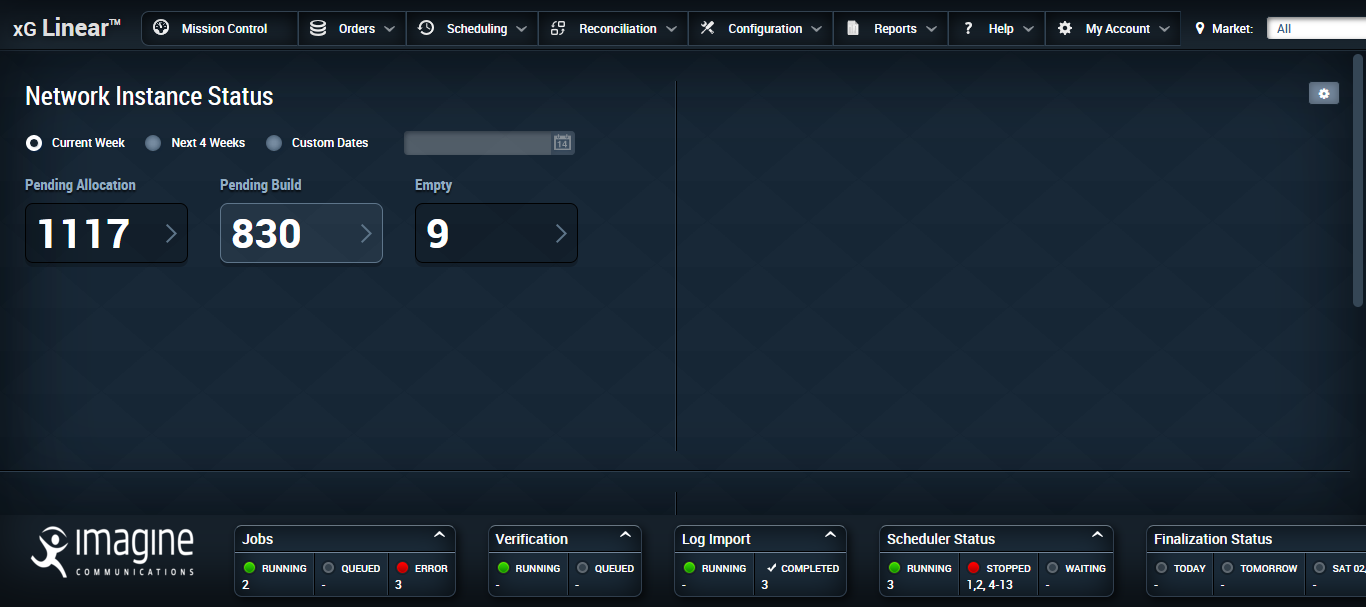 xG Linear™ Mission Control Orders Scheduling Reconciliation Configuration Reports Help My Account Market: All
Network Instance Status
Current Week Next 4 Weeks Custom Dates 14
Pending Allocation Pending Build Empty
1117 830 9
imagine
COMMUNICATIONS
Jobs Verification Log Import Scheduler Status Finalization Status
RUNNING QUEUED ERROR RUNNING QUEUED RUNNING COMPLETED RUNNING STOPPED WAITING TODAY TOMORROW SAT 02,
2 - 3 - - - 3 3 1,2, 4-13 - - - -